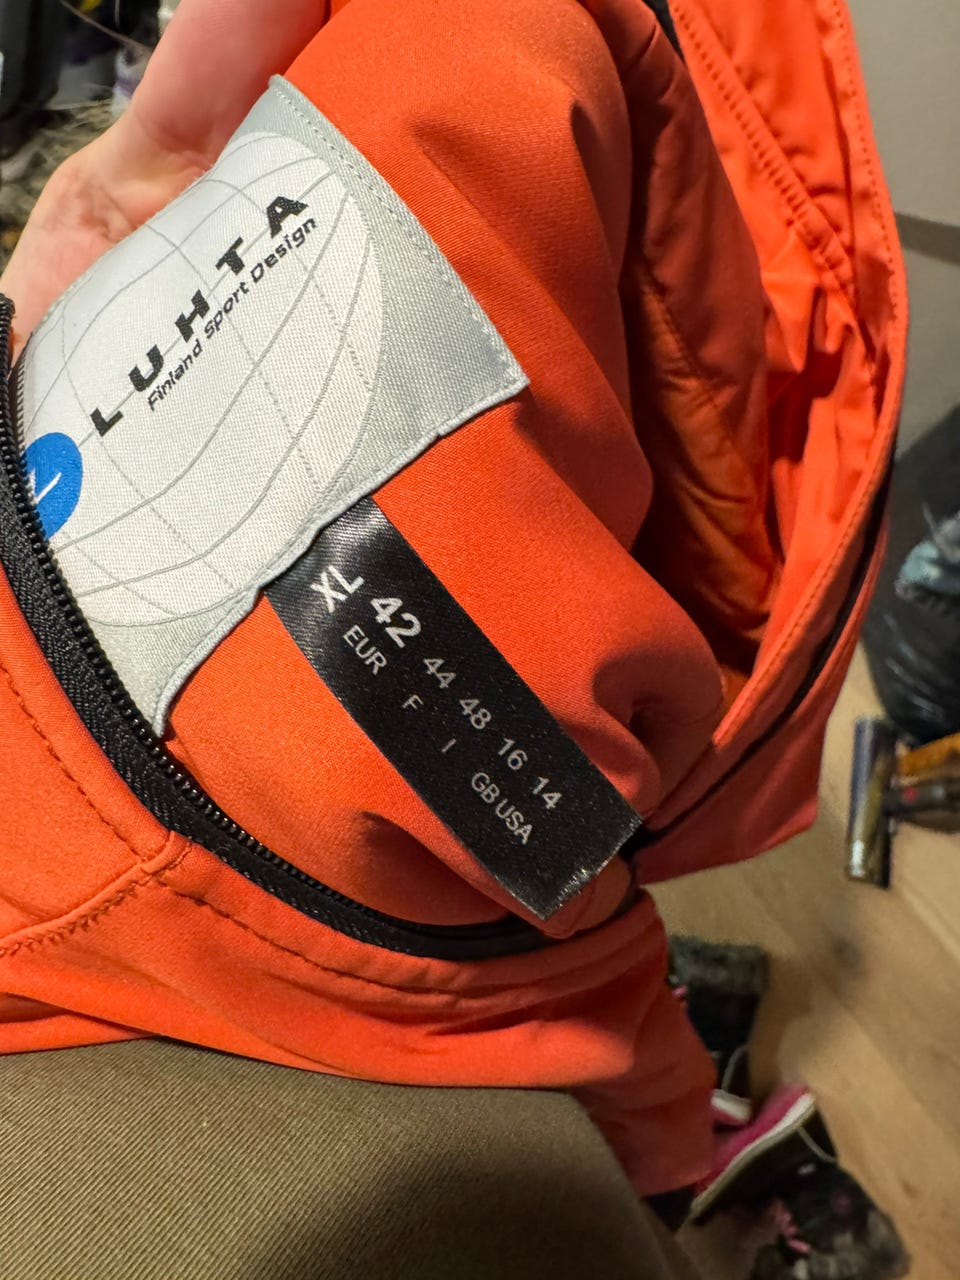 LUHTA
Finland Sport Design
XL 42 44 48 16 14
EUR F I GB USA